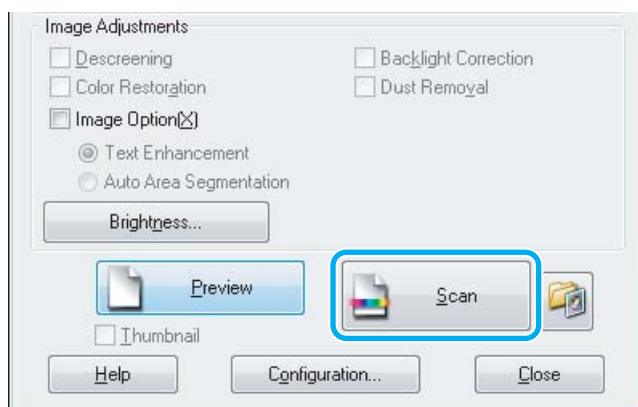 Image Adjustments
Descreening Backlight Correction
Color Restoration Dust Removal
Image Option(X)
Text Enhancement
Auto Area Segmentation
Brightness...
Preview Scan
Thumbnail
Help Configuration... Close